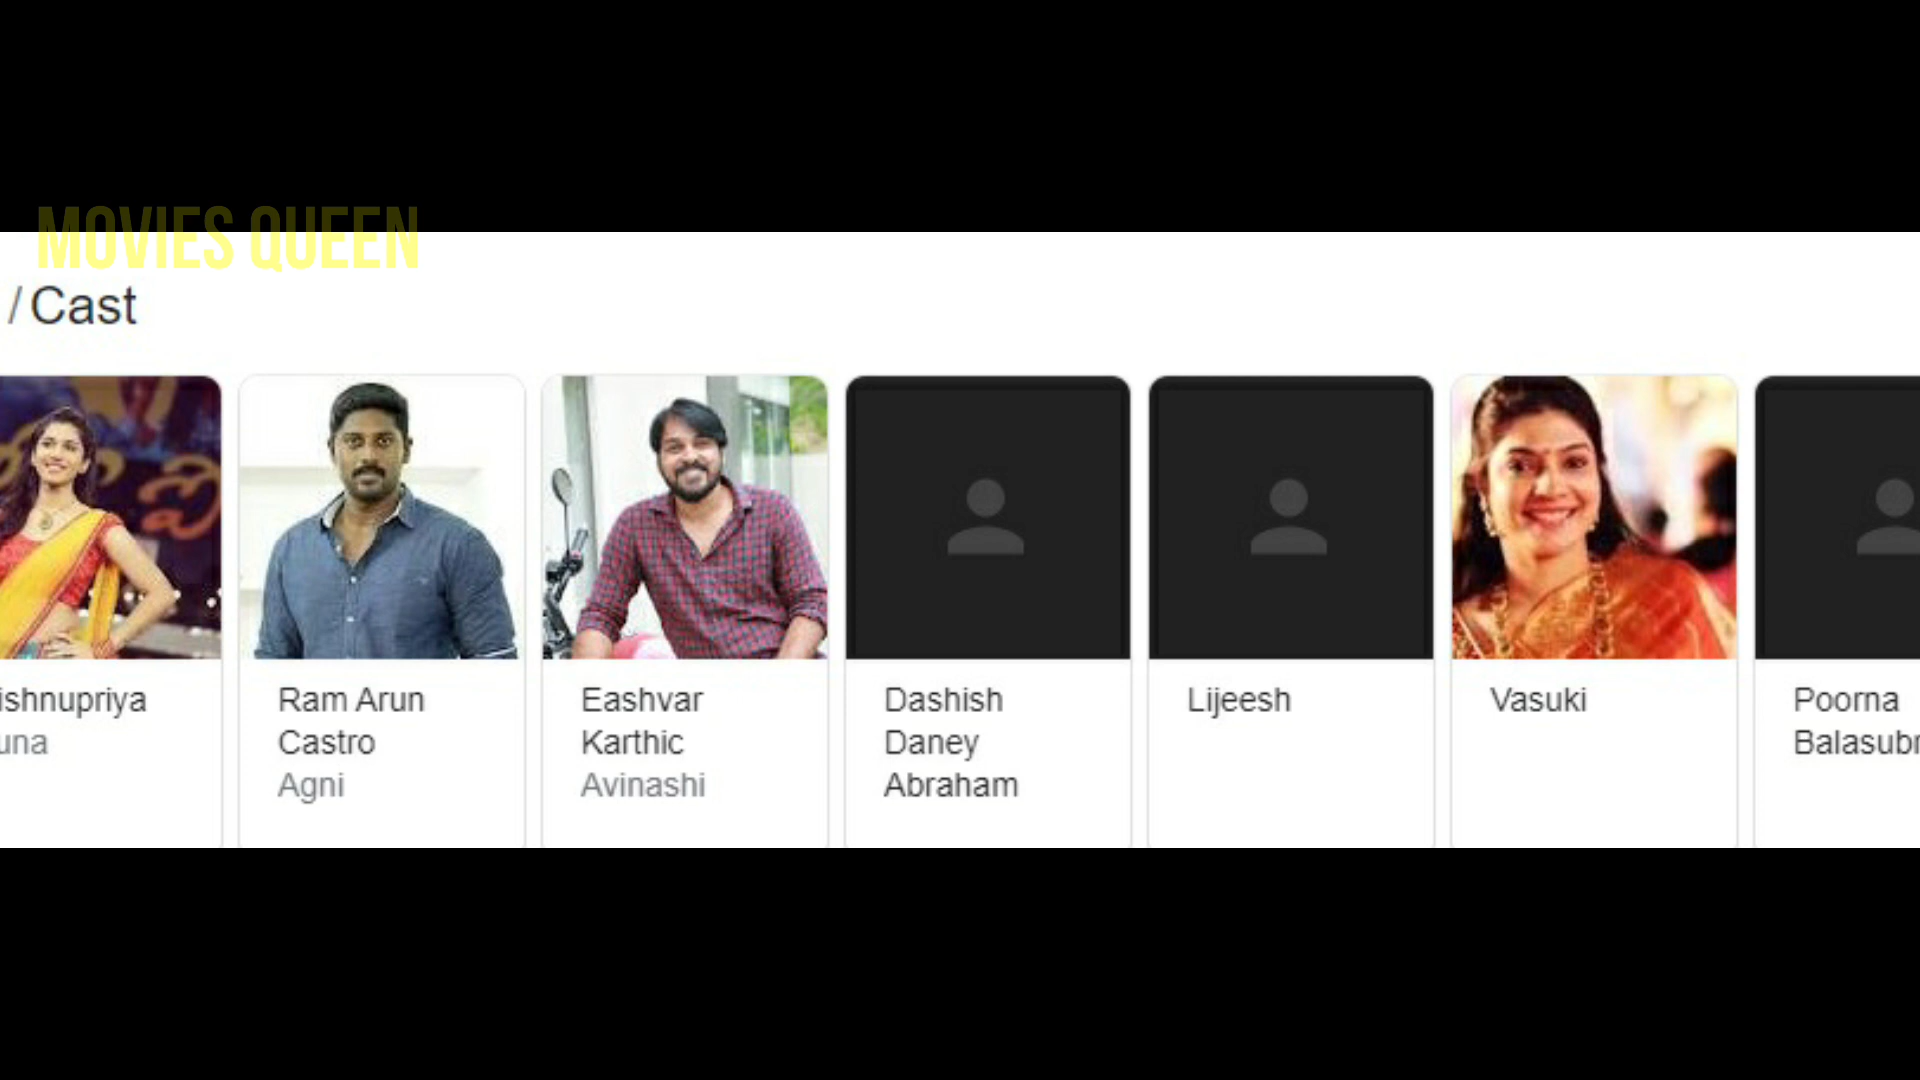 MOVIES QUEEN
/ Cast
ishnupriya
una
Ram Arun
Castro
Agni
Eashvar
Karthic
Avinashi
Dashish
Daney
Abraham
Lijeesh
Vasuki
Poorna
Balasubr